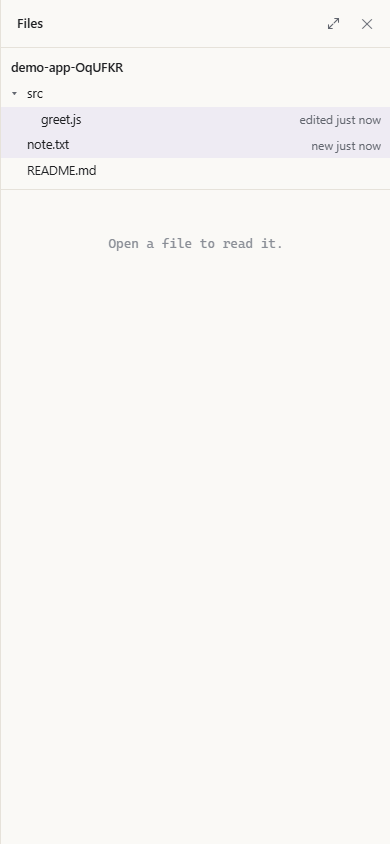 Files
demo-app-OqUFKR
src
greet.js edited just now
note.txt new just now
README.md
Open a file to read it.